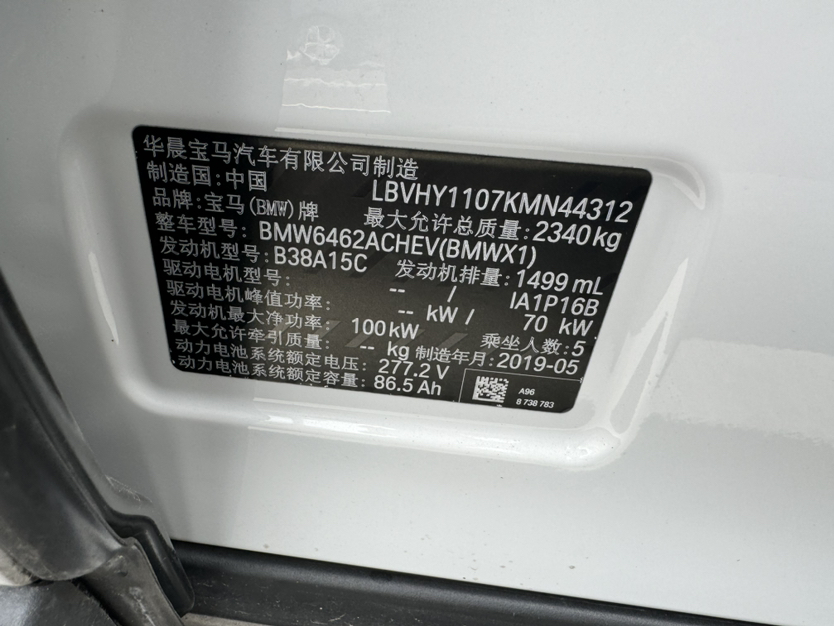 华晨宝马汽车有限公司制造
制造国:中国 LBVHY1107KMN44312
品牌:宝马(BMW)牌 最大允许总质量:2340kg
整车型号: BMW6462ACHEV(BMWX1)
发动机型号: B38A15C 发动机排量:1499 mL
驱动电机型号: -- / IA1P16B
驱动电机峰值功率: -- kW / 70 kW
发动机最大净功率: 100kW 乘坐人数:5
最大允许牵引质量: -- kg 制造年月:2019-05
动力电池系统额定电压:277.2 V
动力电池系统额定容量:86.5 Ah
A96
8 738 783